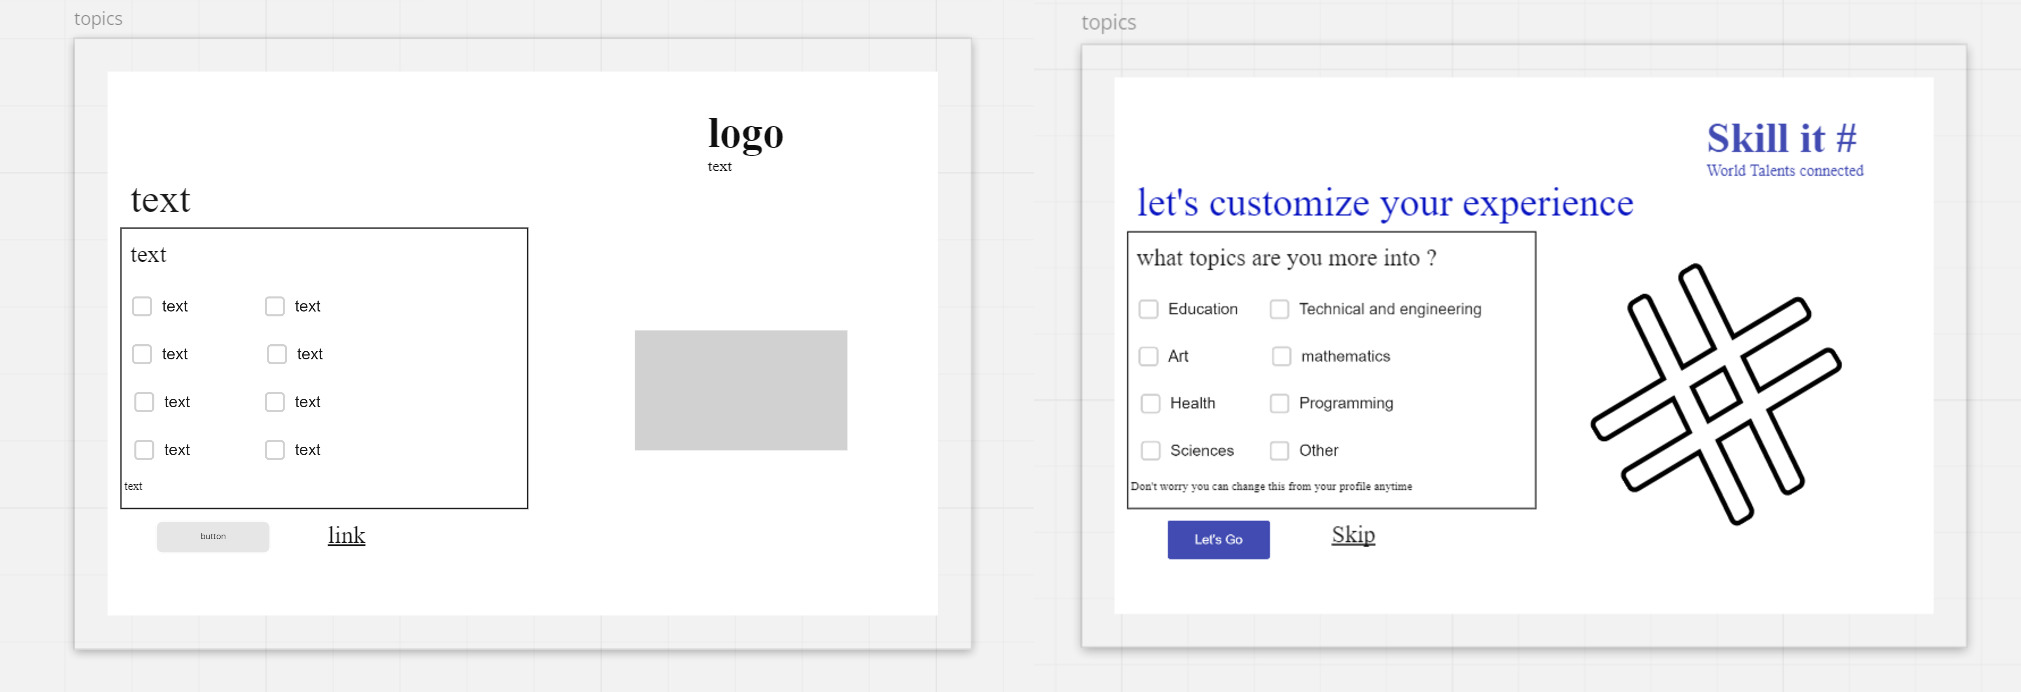 topics
logo
text
text
text
text
text
text
text
text
text
text
text
text
button
link
topics
Skill it #
World Talents connected
let's customize your experience
what topics are you more into ?
Education
Technical and engineering
Art
mathematics
Health
Programming
Sciences
Other
Don't worry you can change this from your profile anytime
Let's Go
Skip